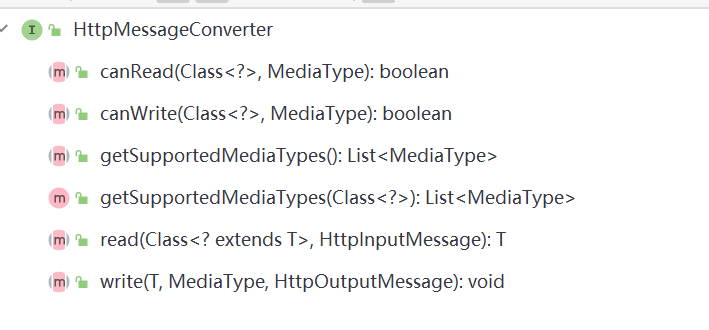 I HttpMessageConverter
m canRead(Class<?>, MediaType): boolean
m canWrite(Class<?>, MediaType): boolean
m getSupportedMediaTypes(): List<MediaType>
m getSupportedMediaTypes(Class<?>): List<MediaType>
m read(Class<? extends T>, HttpInputMessage): T
m write(T, MediaType, HttpOutputMessage): void